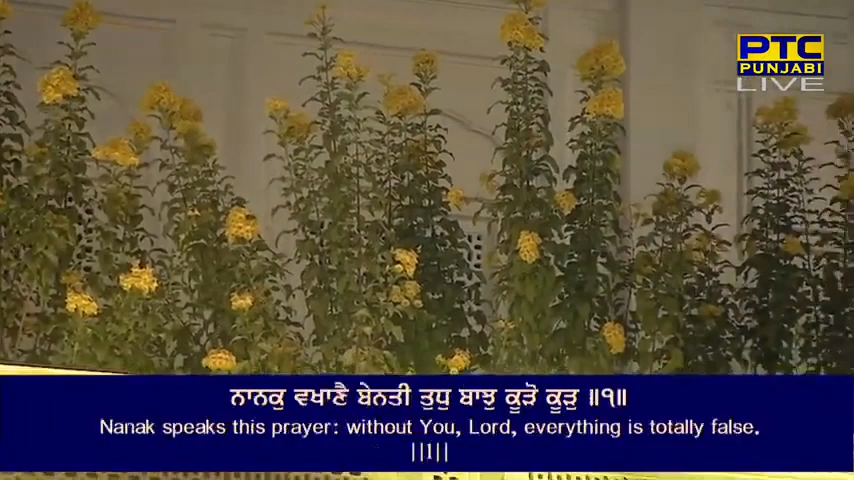 PTC
PUNJABI
LIVE
ਨਾਨਕੁ ਵਖਾਣੈ ਬੇਨਤੀ ਤੁਧੁ ਬਾਝੁ ਕੂੜੋ ਕੂੜੁ ॥੧॥
Nanak speaks this prayer: without You, Lord, everything is totally false.
||1||